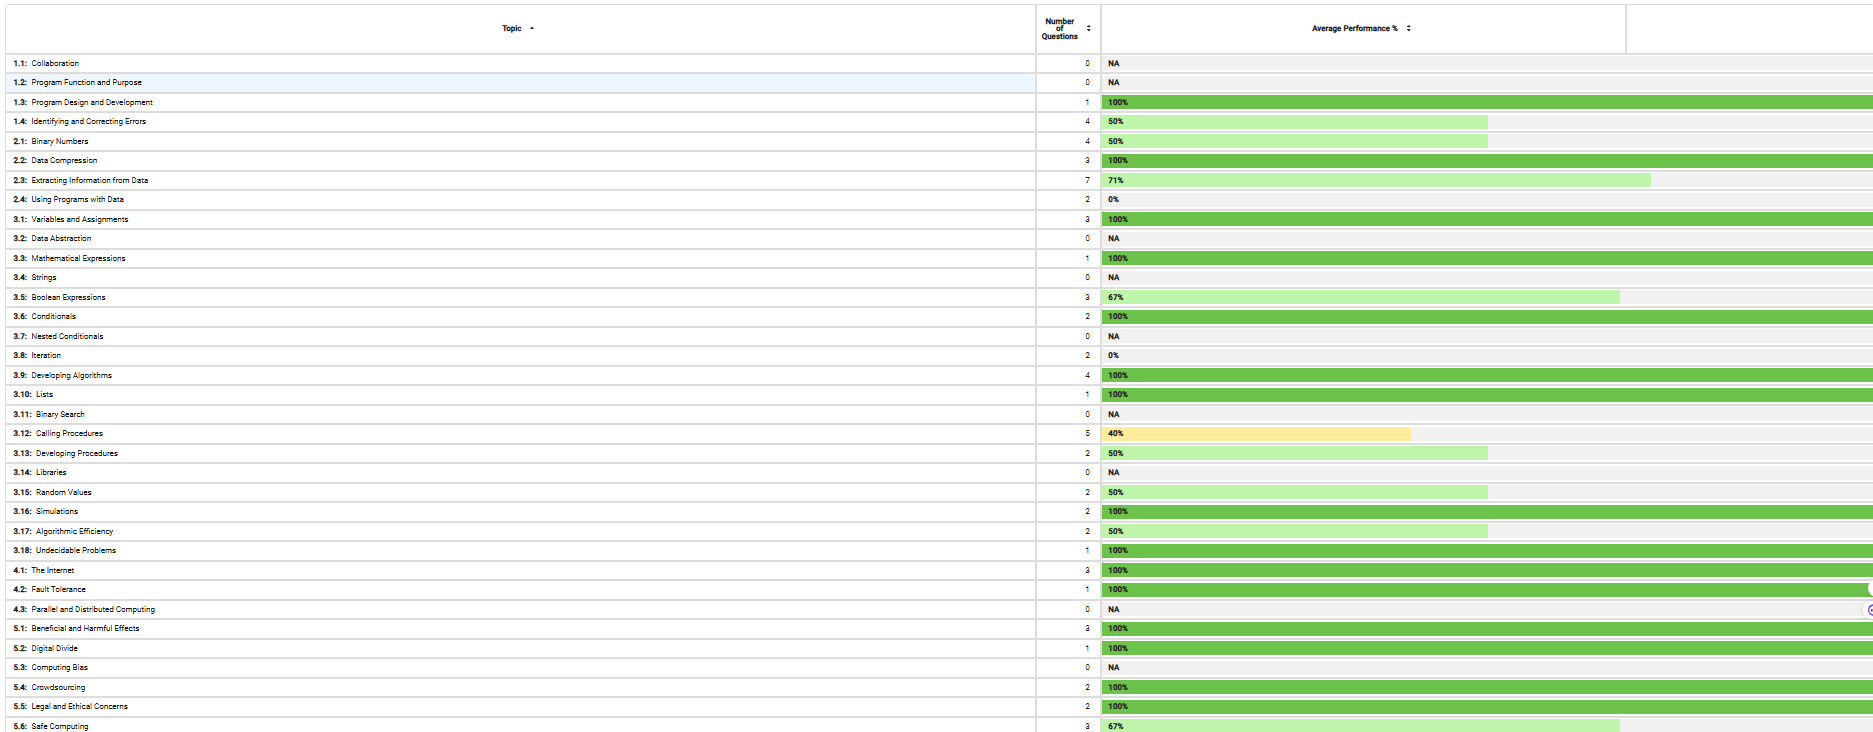 Topic
Number of Questions
Average Performance %
1.1: Collaboration 0 NA
1.2: Program Function and Purpose 0 NA
1.3: Program Design and Development 1 100%
1.4: Identifying and Correcting Errors 4 50%
2.1: Binary Numbers 4 50%
2.2: Data Compression 3 100%
2.3: Extracting Information from Data 7 71%
2.4: Using Programs with Data 2 0%
3.1: Variables and Assignments 3 100%
3.2: Data Abstraction 0 NA
3.3: Mathematical Expressions 1 100%
3.4: Strings 0 NA
3.5: Boolean Expressions 3 67%
3.6: Conditionals 2 100%
3.7: Nested Conditionals 0 NA
3.8: Iteration 2 0%
3.9: Developing Algorithms 4 100%
3.10: Lists 1 100%
3.11: Binary Search 0 NA
3.12: Calling Procedures 5 40%
3.13: Developing Procedures 2 50%
3.14: Libraries 0 NA
3.15: Random Values 2 50%
3.16: Simulations 2 100%
3.17: Algorithmic Efficiency 2 50%
3.18: Undecidable Problems 1 100%
4.1: The Internet 3 100%
4.2: Fault Tolerance 1 100%
4.3: Parallel and Distributed Computing 0 NA
5.1: Beneficial and Harmful Effects 3 100%
5.2: Digital Divide 1 100%
5.3: Computing Bias 0 NA
5.4: Crowdsourcing 2 100%
5.5: Legal and Ethical Concerns 2 100%
5.6: Safe Computing 3 67%